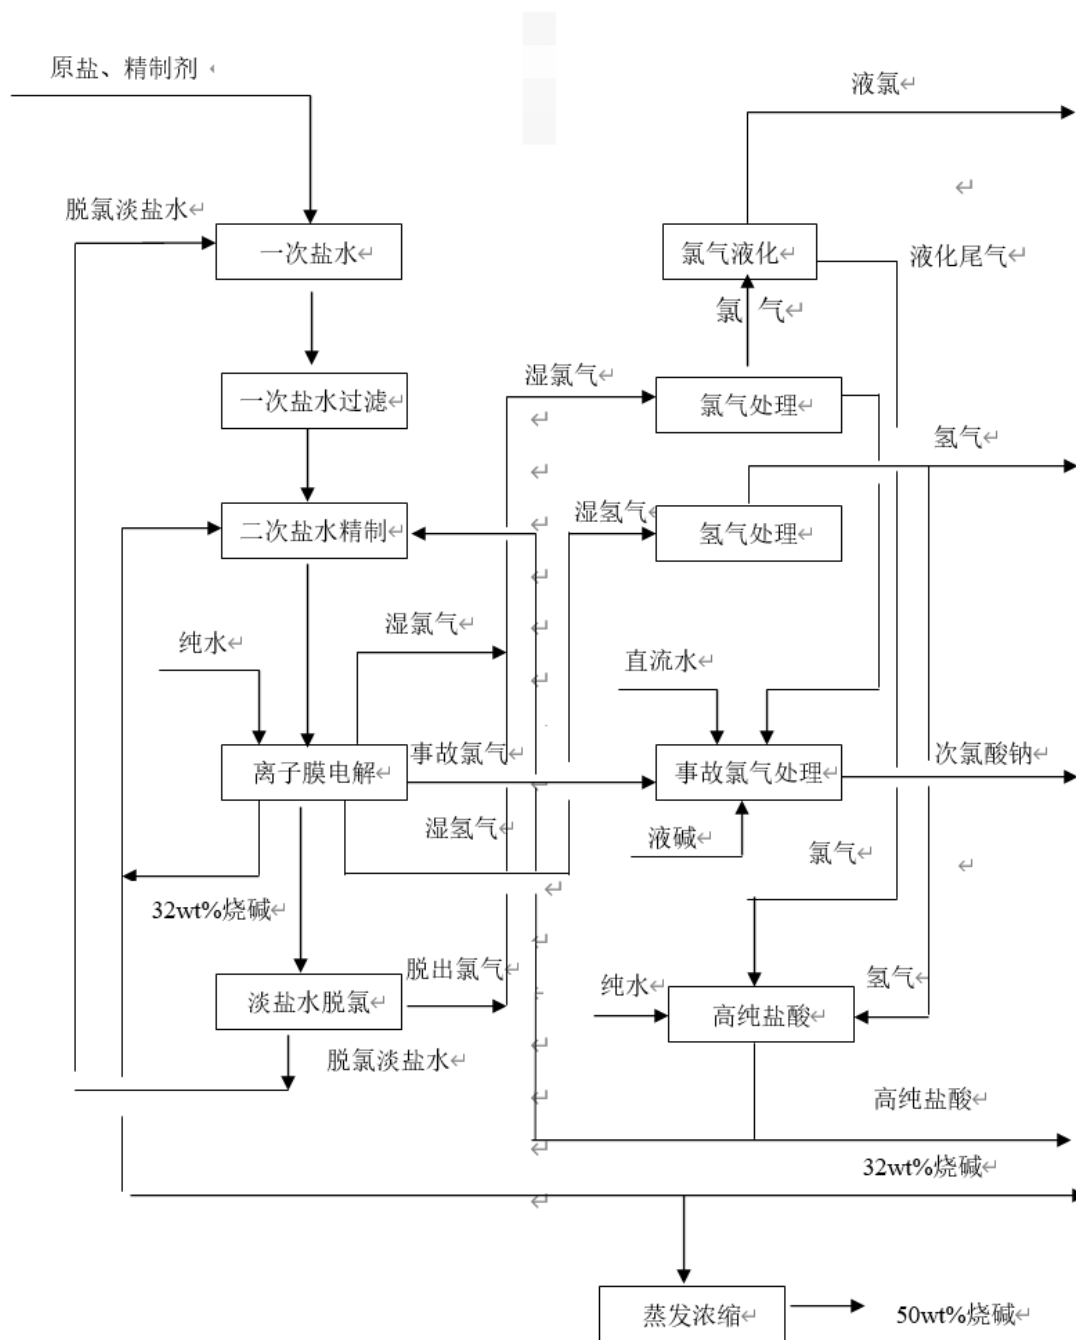 原盐、精制剂
液氯
脱氯淡盐水
一次盐水
氯气液化
液化尾气
氯 气
湿氯气
一次盐水过滤
氯气处理
氢气
湿氢气
二次盐水精制
氢气处理
湿氯气
纯水
直流水
事故氯气
离子膜电解
事故氯气处理
次氯酸钠
湿氢气
液碱
氯气
32wt%烧碱
脱出氯气
纯水
氢气
淡盐水脱氯
高纯盐酸
脱氯淡盐水
高纯盐酸
32wt%烧碱
蒸发浓缩
50wt%烧碱